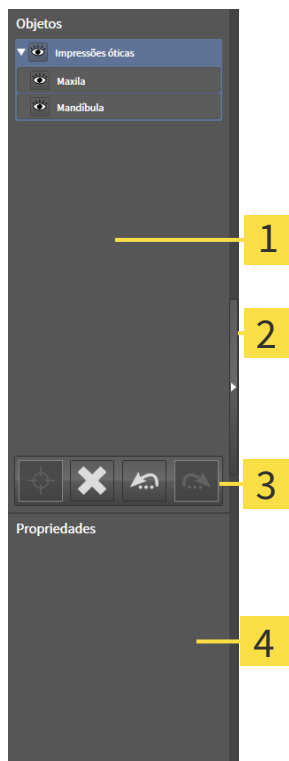 Objetos
Impressões óticas
Maxila
Mandíbula
1
2
3
Propriedades
4